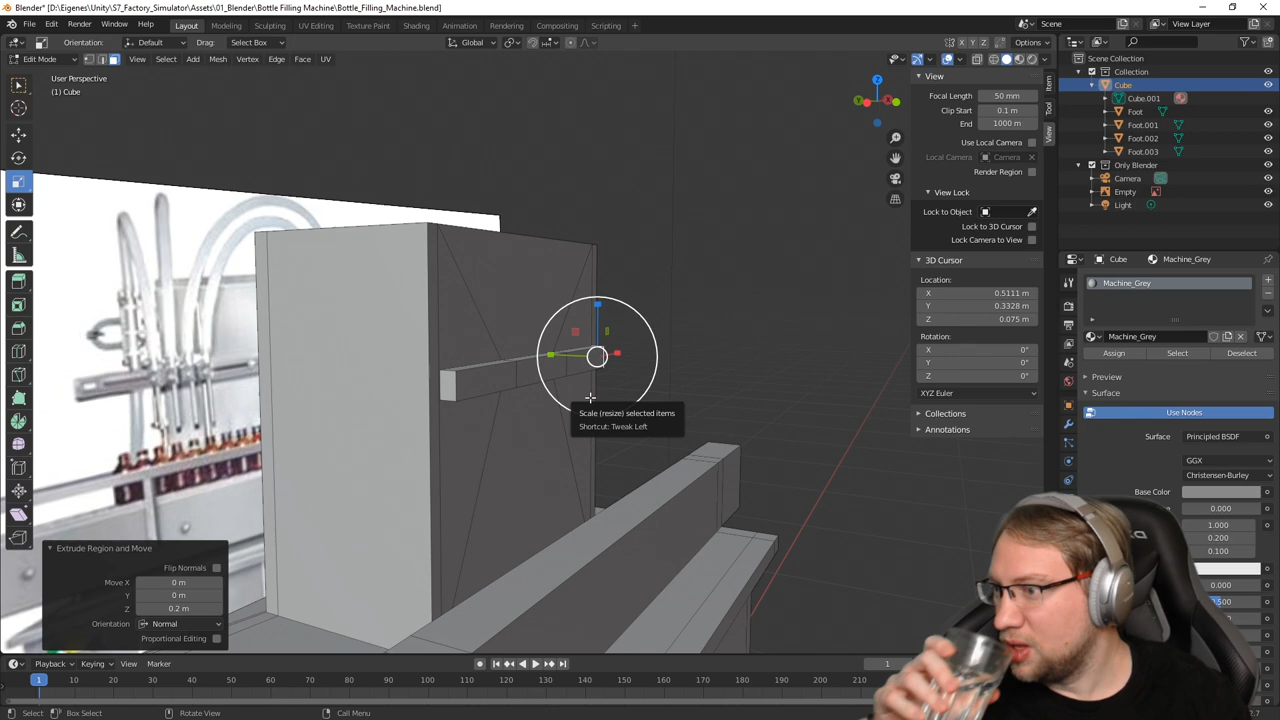 Blender* [D:\Eigenes\Unity\S7_Factory_Simulator\Assets\01_Blender\Bottle Filling_Machine\Bottle_Filling_Machine.blend]
File Edit Render Window Help Layout Modeling Sculpting UV Editing Texture Paint Shading Animation Rendering Compositing Scripting + Scene View Layer
Orientation: Default Drag: Select Box Global X Y Z Options
Edit Mode View Select Add Mesh Vertex Edge Face UV
User Perspective
(1) Cube
Z
Y X
View
Focal Length 50 mm
Clip Start 0.1 m
End 1000 m
Use Local Camera
Local Camera Camera
Render Region
View Lock
Lock to Object
Lock to 3D Cursor
Lock Camera to View
3D Cursor
Location:
X 0.5111 m
Y 0.3328 m
Z 0.075 m
Rotation:
X 0°
Y 0°
Z 0°
XYZ Euler
Collections
Annotations
Item
Tool
View
Scene Collection
Collection
Cube
Cube.001
Foot
Foot.001
Foot.002
Foot.003
Only Blender
Camera
Empty
Light
Cube Machine_Grey
Machine_Grey
Machine_Grey
Assign Select Deselect
Preview
Surface
Use Nodes
Surface Principled BSDF
GGX
Christensen-Burley
Base Color
0.000
1.000
0.200
0.100
0.000
Scale (resize) selected items
Shortcut: Tweak Left
Extrude Region and Move
Flip Normals
Move X 0 m
Y 0 m
Z 0.2 m
Orientation Normal
Proportional Editing
Playback Keying View Marker 1
1 10 20 30 40 50 60 70 80 90 100 110 120 130 140 150 160 170 180 190 200
Select Box Select Rotate View Call Menu